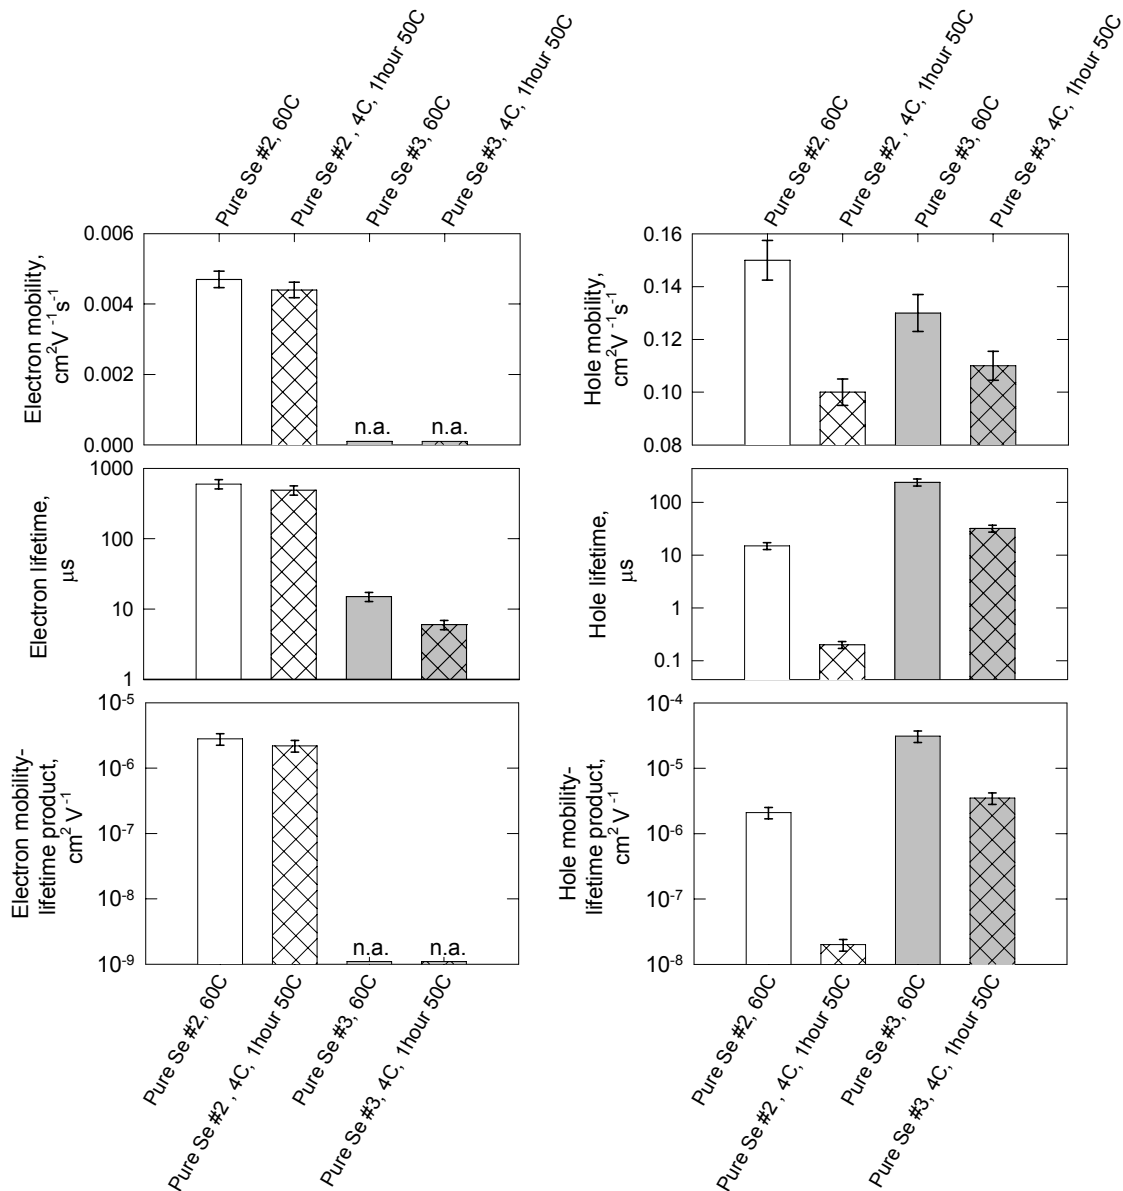 Pure Se #2, 60C
Pure Se #2 , 4C, 1hour 50C
Pure Se #3, 60C
Pure Se #3, 4C, 1hour 50C
Pure Se #2, 60C
Pure Se #2 , 4C, 1hour 50C
Pure Se #3, 60C
Pure Se #3, 4C, 1hour 50C
Electron mobility,
cm²V⁻¹s⁻¹
0.006
0.004
0.002
0.000
n.a.
n.a.
Hole mobility,
cm²V⁻¹s⁻¹
0.16
0.14
0.12
0.10
0.08
Electron lifetime,
μs
1000
100
10
1
Hole lifetime,
μs
100
10
1
0.1
Electron mobility-
lifetime product,
cm² V⁻¹
10⁻⁵
10⁻⁶
10⁻⁷
10⁻⁸
10⁻⁹
n.a.
n.a.
Hole mobility-
lifetime product,
cm² V⁻¹
10⁻⁴
10⁻⁵
10⁻⁶
10⁻⁷
10⁻⁸
Pure Se #2, 60C
Pure Se #2 , 4C, 1hour 50C
Pure Se #3, 60C
Pure Se #3, 4C, 1hour 50C
Pure Se #2, 60C
Pure Se #2 , 4C, 1hour 50C
Pure Se #3, 60C
Pure Se #3, 4C, 1hour 50C